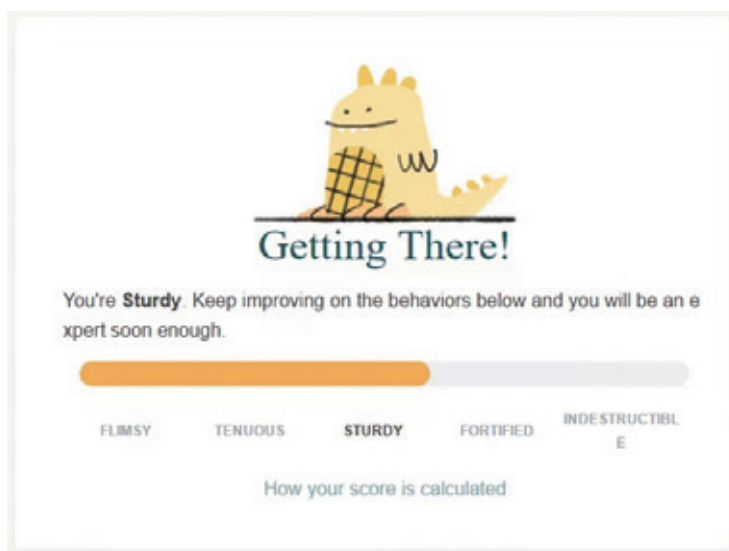 Getting There!
You're Sturdy. Keep improving on the behaviors below and you will be an e
xpert soon enough.
FLIMSY TENUOUS STURDY FORTIFIED INDESTRUCTIBL
E
How your score is calculated